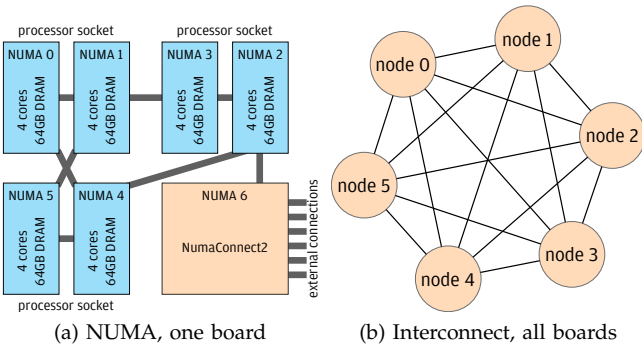 processor socket
processor socket
NUMA 0
NUMA 1
NUMA 3
NUMA 2
4 cores
64GB DRAM
4 cores
64GB DRAM
4 cores
64GB DRAM
4 cores
64GB DRAM
NUMA 5
NUMA 4
NUMA 6
4 cores
64GB DRAM
4 cores
64GB DRAM
NumaConnect2
external connections
processor socket
(a) NUMA, one board
node 1
node 0
node 2
node 5
node 3
node 4
(b) Interconnect, all boards